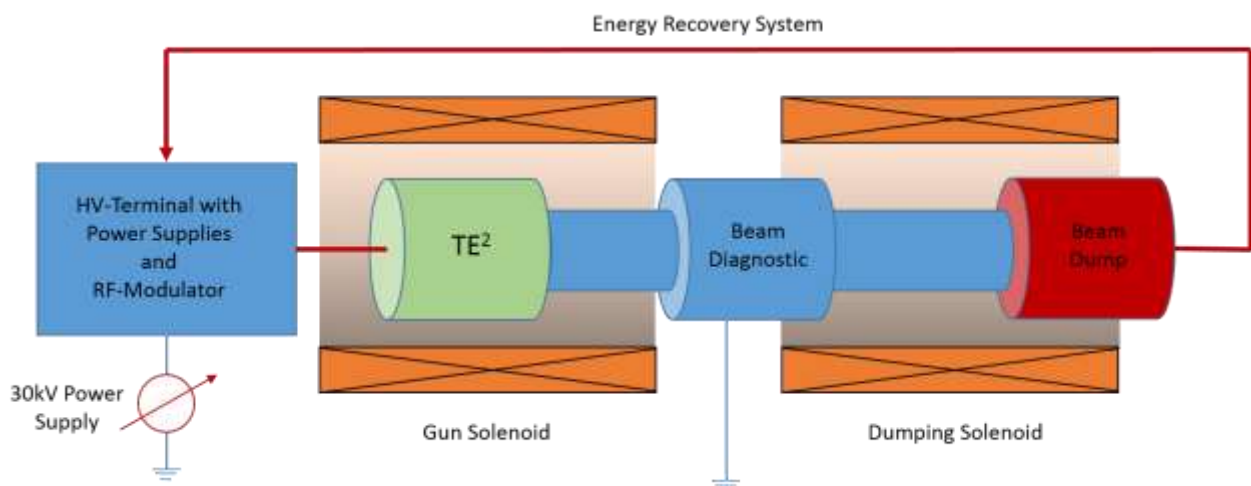 Energy Recovery System
HV-Terminal with
Power Supplies
and
RF-Modulator
TE²
Beam
Diagnostic
Beam
Dump
30kV Power
Supply
Gun Solenoid
Dumping Solenoid